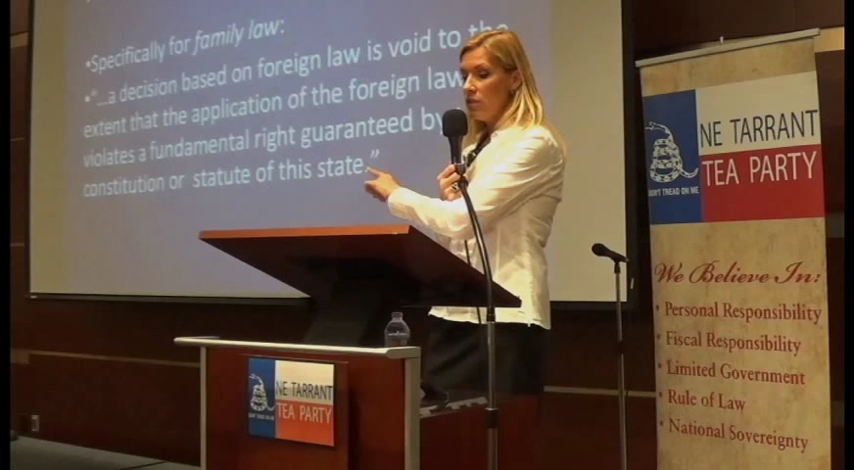 •Specifically for family law:
•"...a decision based on foreign law is void to the
extent that the application of the foreign law
violates a fundamental right guaranteed by
constitution or statute of this state."
NE TARRANT
TEA PARTY
DON'T TREAD ON ME
We Believe In:
• Personal Responsibility
• Fiscal Responsibility
• Limited Government
• Rule of Law
• National Sovereignty
NE TARRANT
TEA PARTY